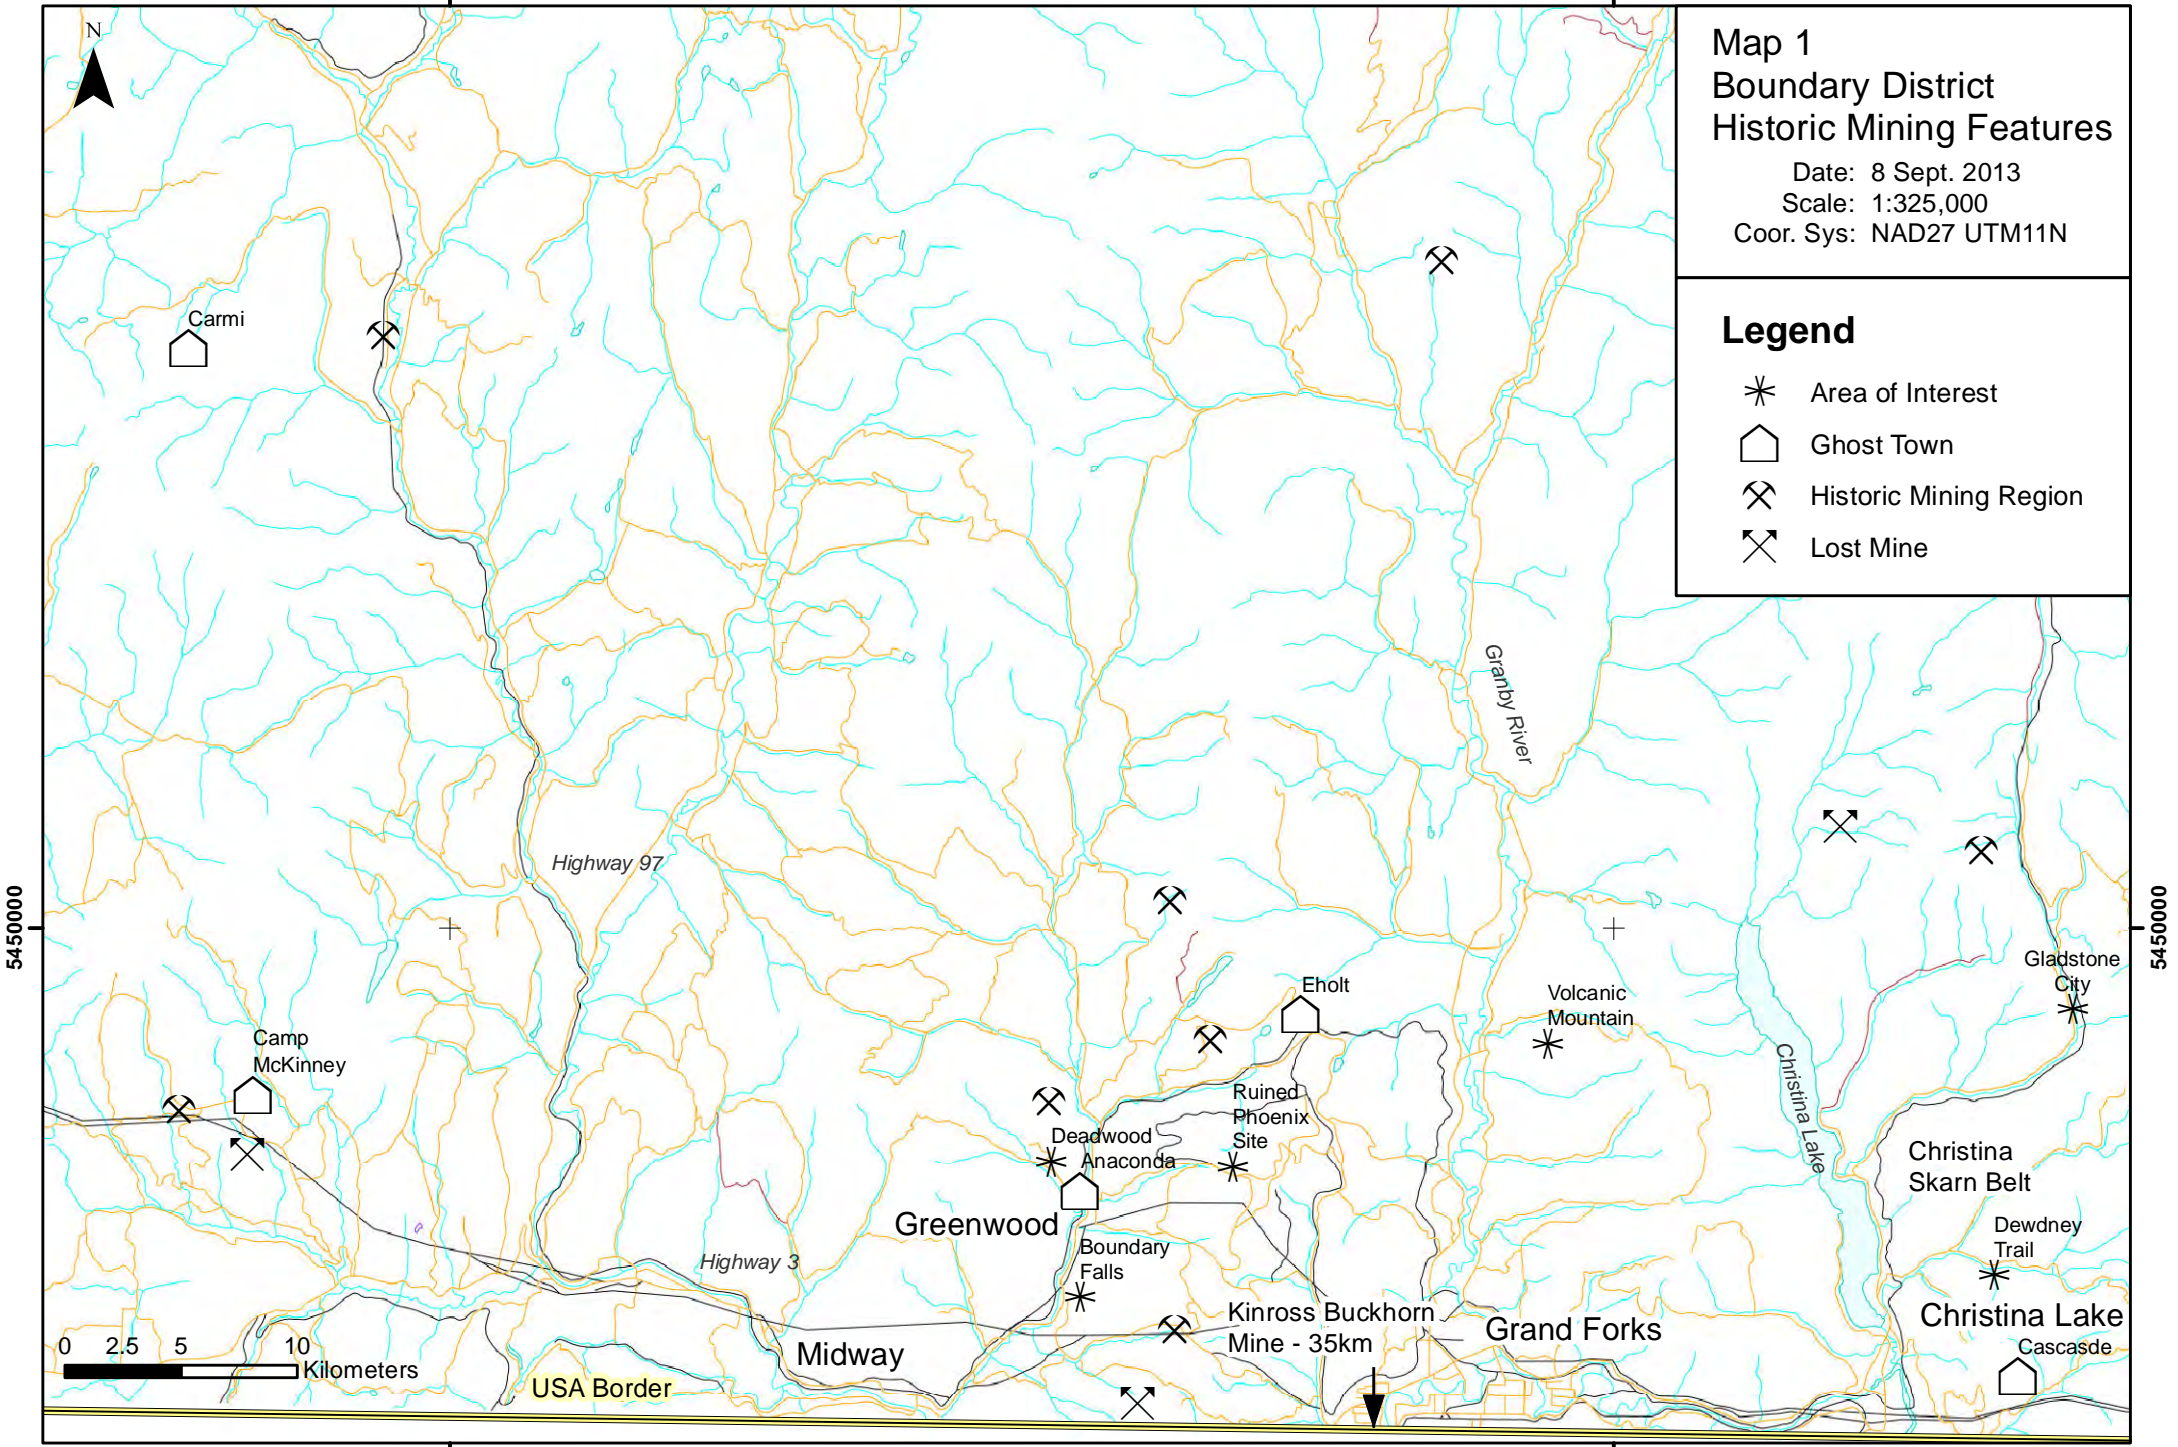 N
Map 1
Boundary District
Historic Mining Features
Date: 8 Sept. 2013
Scale: 1:325,000
Coor. Sys: NAD27 UTM11N
Legend
Area of Interest
Ghost Town
Historic Mining Region
Lost Mine
Carmi
Granby River
Highway 97
5450000
5450000
Gladstone
City
Eholt
Volcanic
Mountain
Camp
McKinney
Christina Lake
Ruined
Phoenix
Site
Deadwood
Anaconda
Christina
Skarn Belt
Greenwood
Dewdney
Trail
Boundary
Falls
Highway 3
Kinross Buckhorn
Mine - 35km
Grand Forks
Christina Lake
Cascasde
Midway
0 2.5 5 10
Kilometers
USA Border